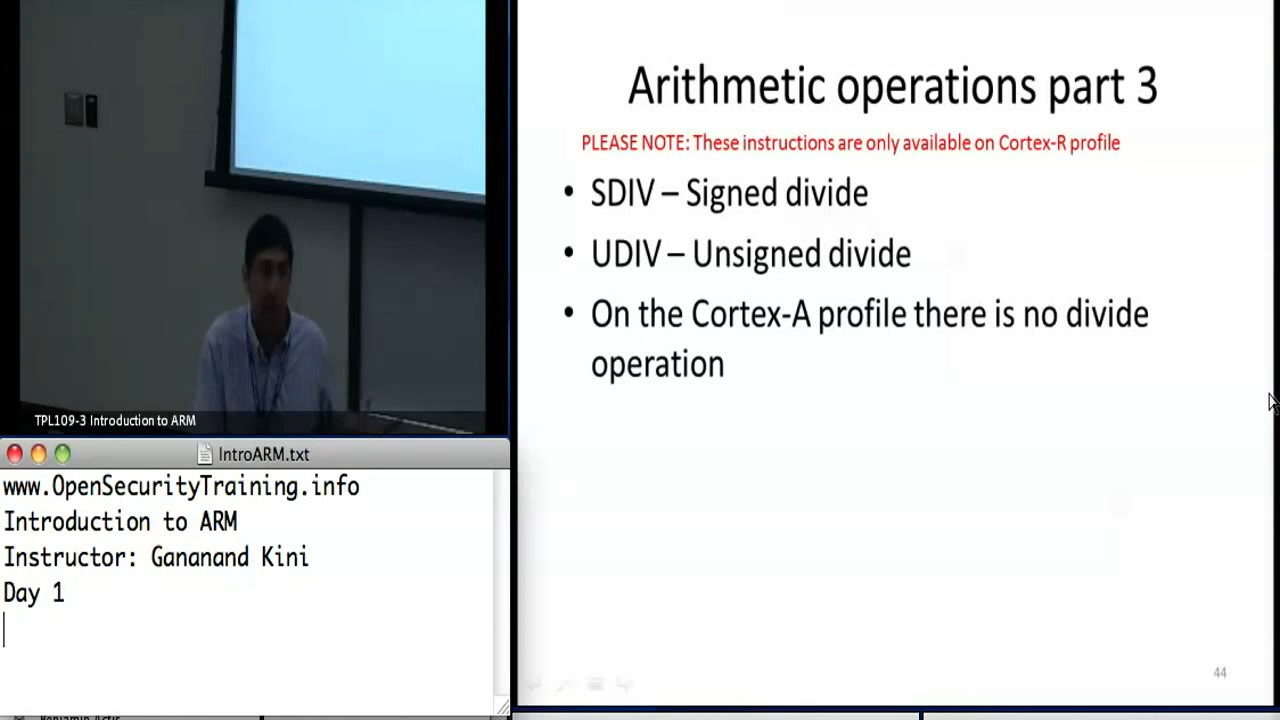 TPL109-3 Introduction to ARM
IntroARM.txt
www.OpenSecurityTraining.info
Introduction to ARM
Instructor: Gananand Kini
Day 1
Arithmetic operations part 3
PLEASE NOTE: These instructions are only available on Cortex-R profile
• SDIV – Signed divide
• UDIV – Unsigned divide
• On the Cortex-A profile there is no divide
operation
44